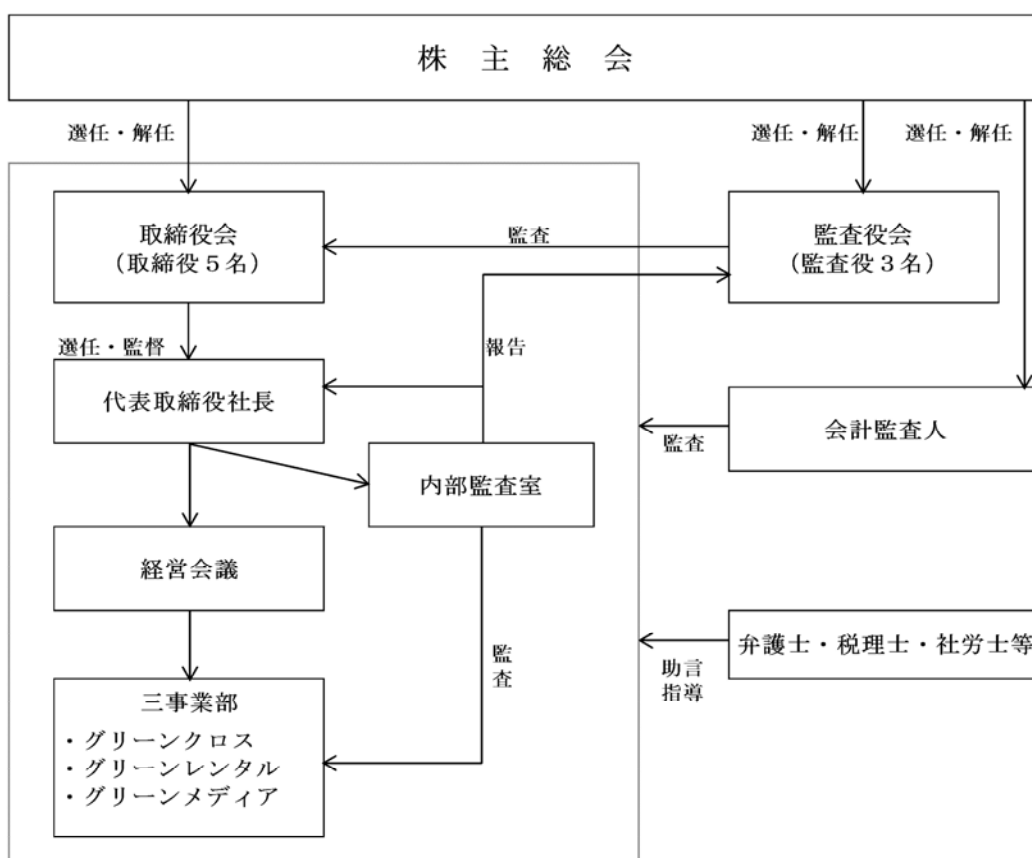 株 主 総 会
選任・解任
選任・解任
選任・解任
取締役会
（取締役５名）
監査
監査役会
（監査役３名）
選任・監督
報告
代表取締役社長
会計監査人
監査
内部監査室
経営会議
弁護士・税理士・社労士等
助言
指導
監査
三事業部
・グリーンクロス
・グリーンレンタル
・グリーンメディア